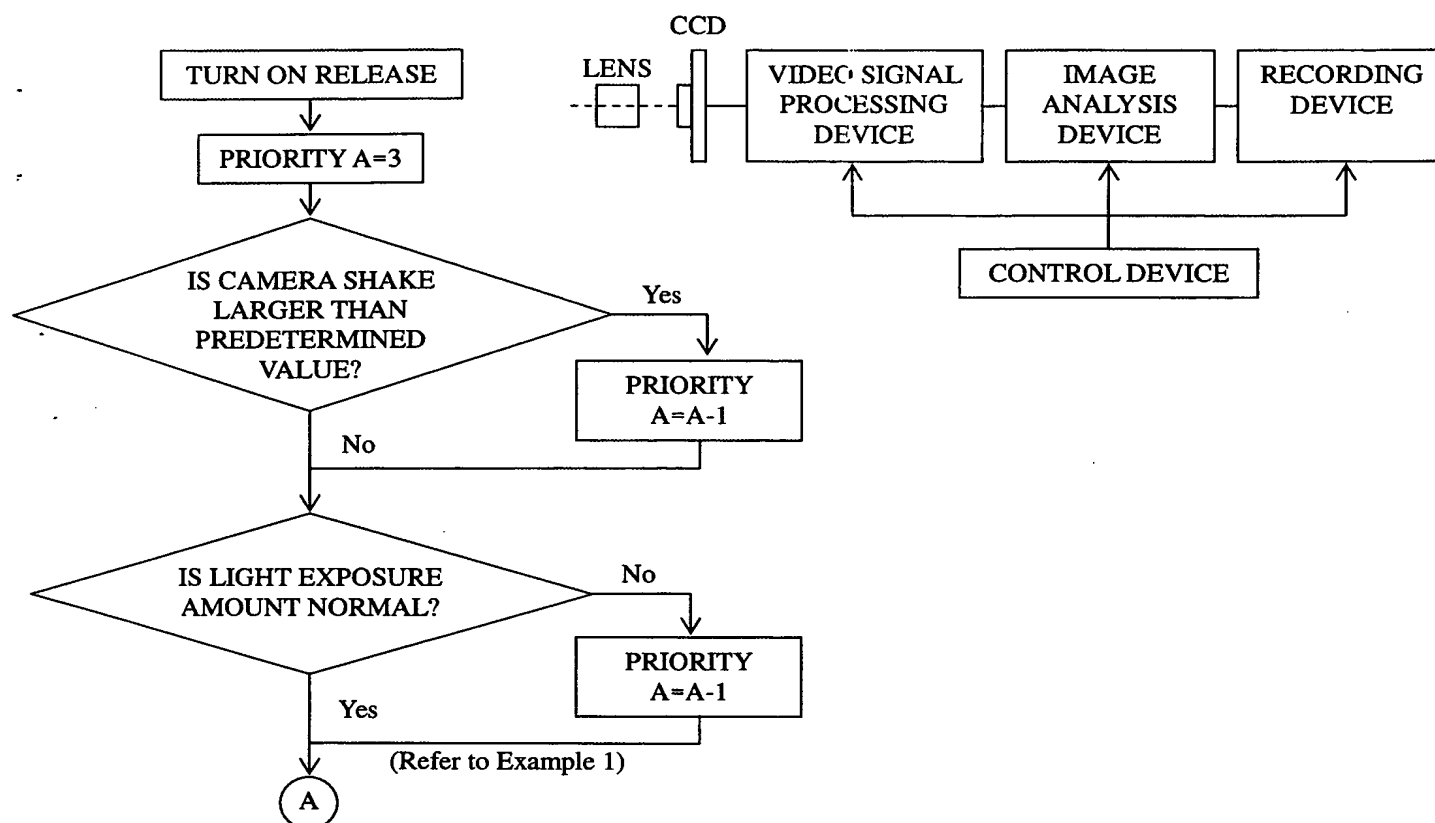 TURN ON RELEASE
PRIORITY A=3
IS CAMERA SHAKE
LARGER THAN
PREDETERMINED
VALUE?
Yes
PRIORITY
A=A-1
No
IS LIGHT EXPOSURE
AMOUNT NORMAL?
No
PRIORITY
A=A-1
Yes
(Refer to Example 1)
A
CCD
LENS
VIDEO SIGNAL
PROCESSING
DEVICE
IMAGE
ANALYSIS
DEVICE
RECORDING
DEVICE
CONTROL DEVICE